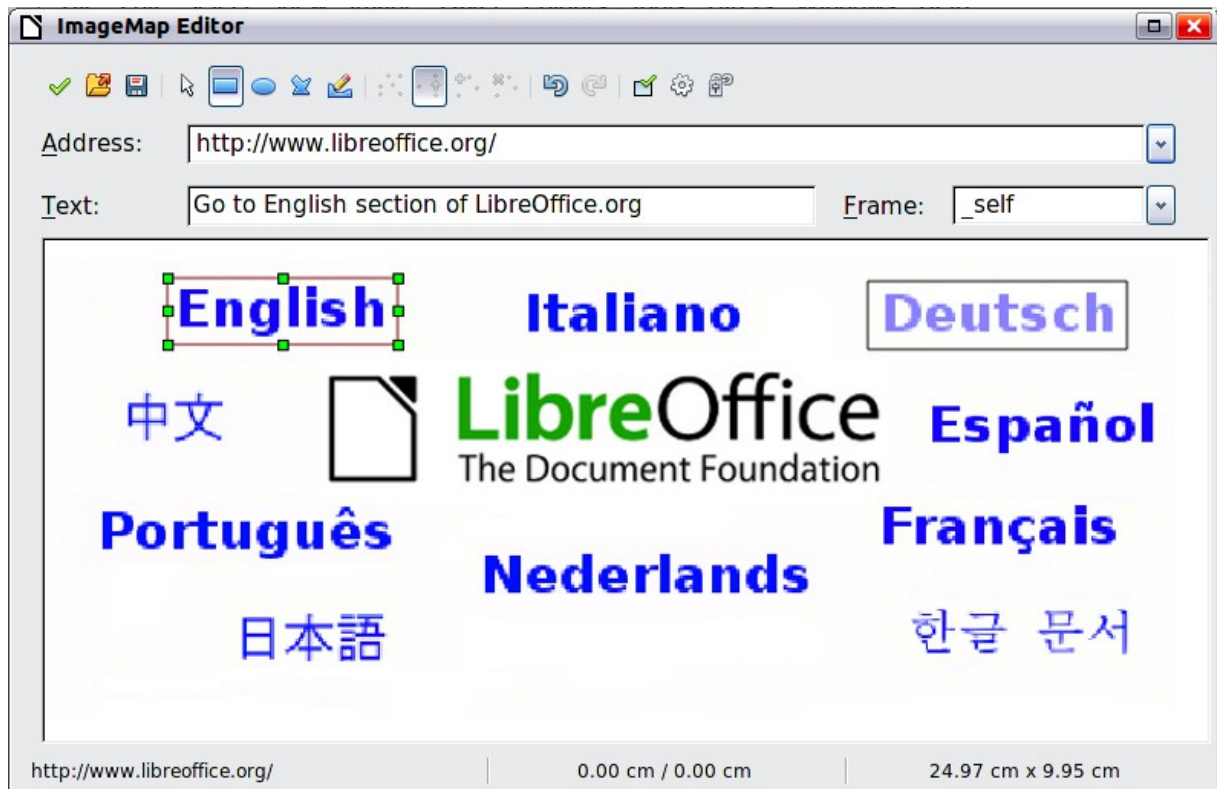 ImageMap Editor
Address: http://www.libreoffice.org/
Text: Go to English section of LibreOffice.org Frame: _self
English Italiano Deutsch
中文 LibreOffice Español
The Document Foundation
Português Français
Nederlands
日本語 한글 문서
http://www.libreoffice.org/ 0.00 cm / 0.00 cm 24.97 cm x 9.95 cm